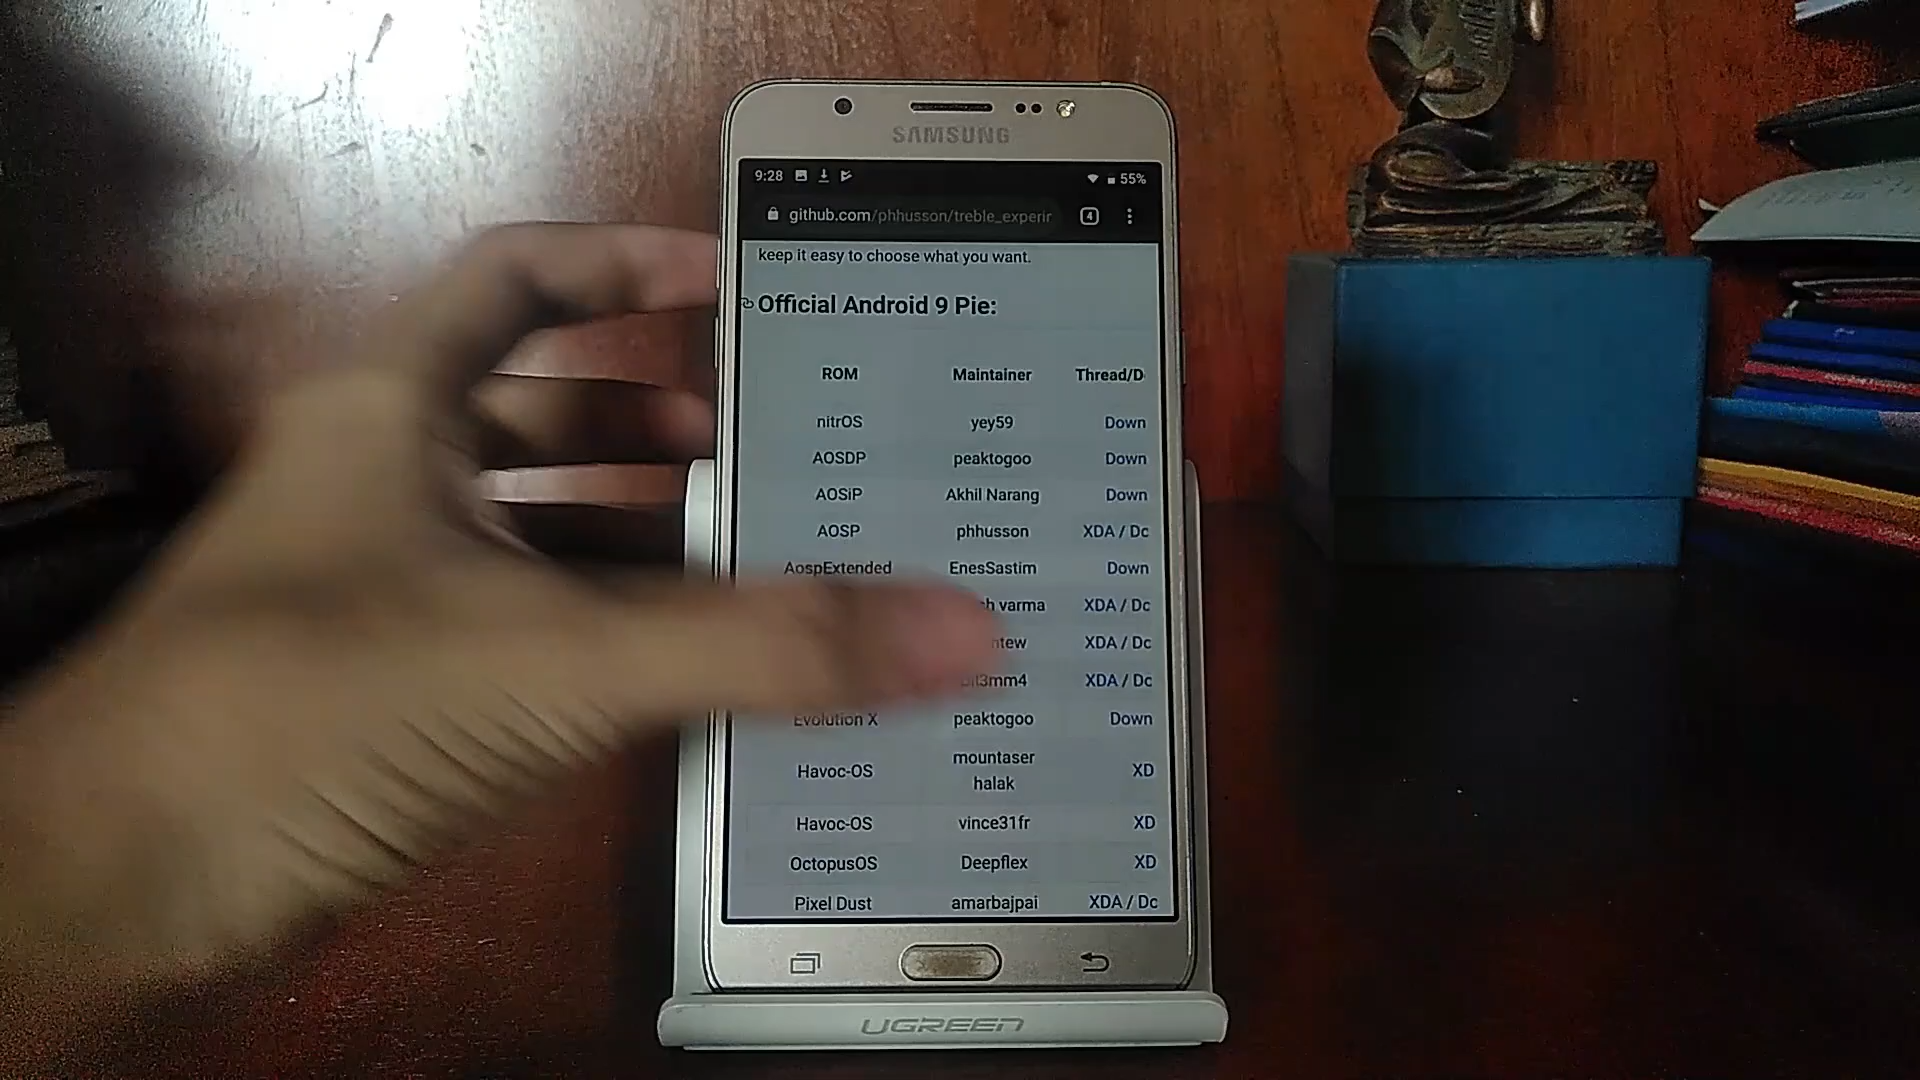 SAMSUNG
9:28 55%
github.com/phhusson/treble_experir 4
keep it easy to choose what you want.
Official Android 9 Pie:
ROM Maintainer Thread/D
nitrOS yey59 Down
AOSDP peaktogoo Down
AOSiP Akhil Narang Down
AOSP phhusson XDA / Dc
AospExtended EnesSastim Down
varma XDA / Dc
XDA / Dc
XDA / Dc
Evolution X peaktogoo Down
Havoc-OS mountaser halak XD
Havoc-OS vince31fr XD
OctopusOS Deepflex XD
Pixel Dust amarbajpai XDA / Dc
UGREEN